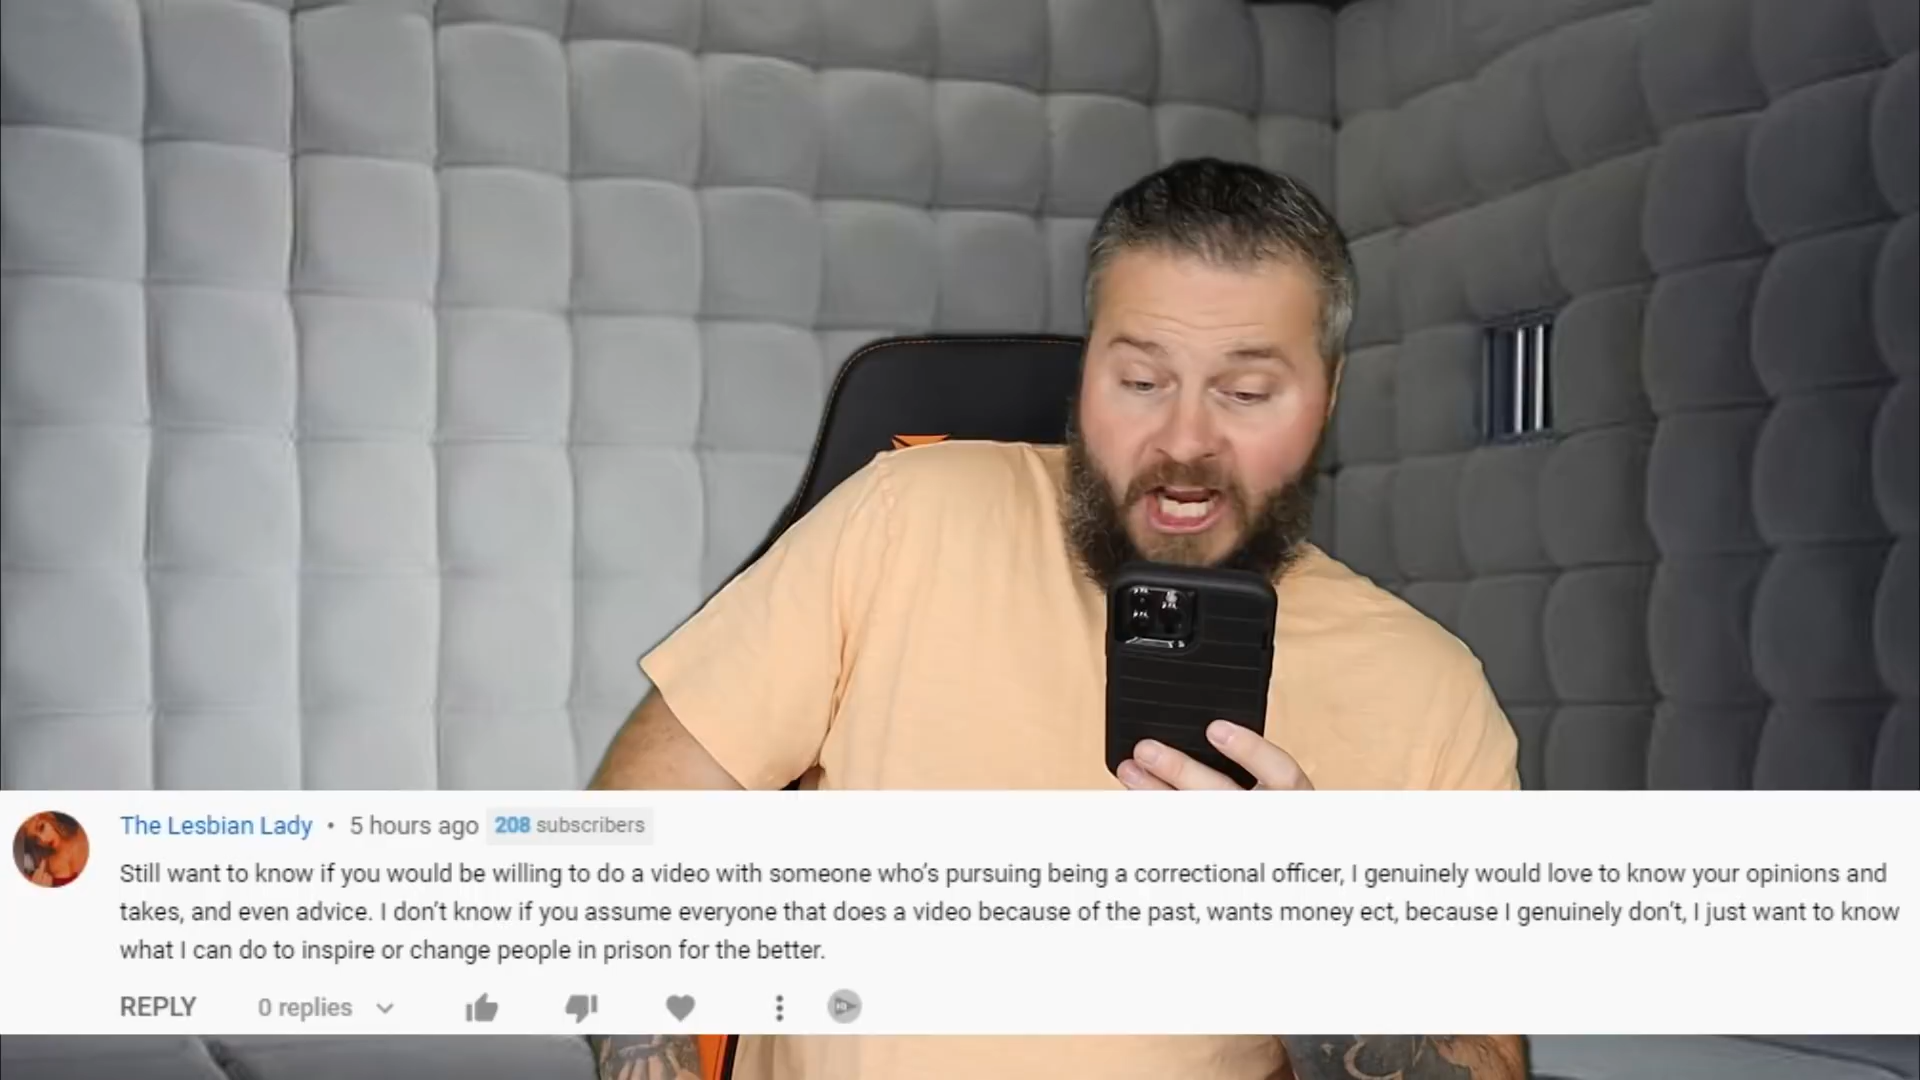 The Lesbian Lady • 5 hours ago 208 subscribers
Still want to know if you would be willing to do a video with someone who's pursuing being a correctional officer, I genuinely would love to know your opinions and
takes, and even advice. I don't know if you assume everyone that does a video because of the past, wants money ect, because I genuinely don't, I just want to know
what I can do to inspire or change people in prison for the better.
REPLY 0 replies